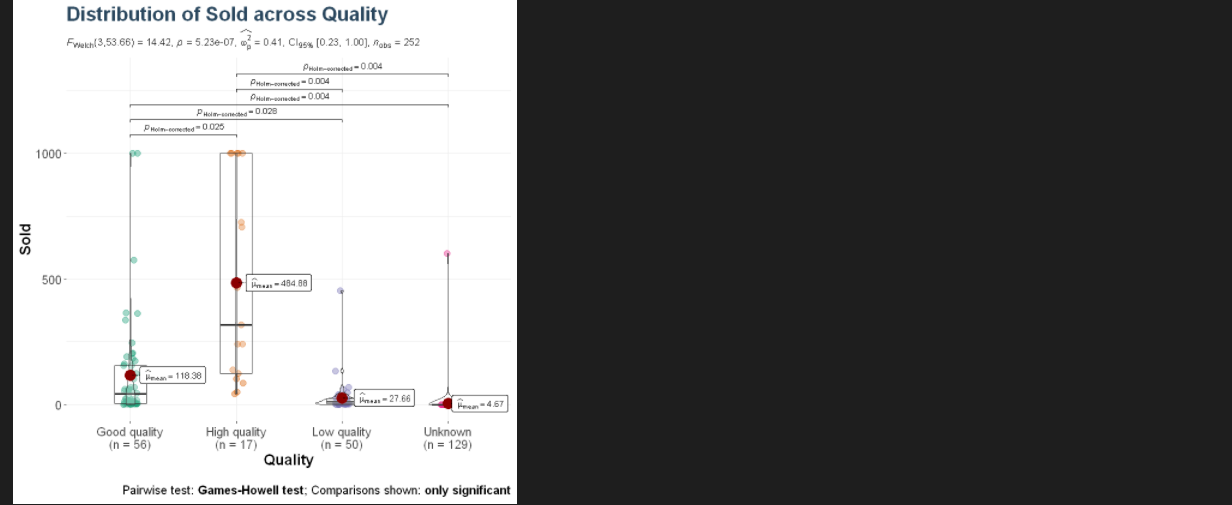 Distribution of Sold across Quality
F Welch(3,53.66) = 14.42, p = 5.23e-07, ω̂²p = 0.41, CI95% [0.23, 1.00], nobs = 252
pHolm-corrected = 0.004
pHolm-corrected = 0.004
pHolm-corrected = 0.004
pHolm-corrected = 0.028
pHolm-corrected = 0.025
1000
500
0
Sold
μ̂mean = 118.38
μ̂mean = 484.88
μ̂mean = 27.66
μ̂mean = 4.67
Good quality
(n = 56)
High quality
(n = 17)
Low quality
(n = 50)
Unknown
(n = 129)
Quality
Pairwise test: Games-Howell test; Comparisons shown: only significant